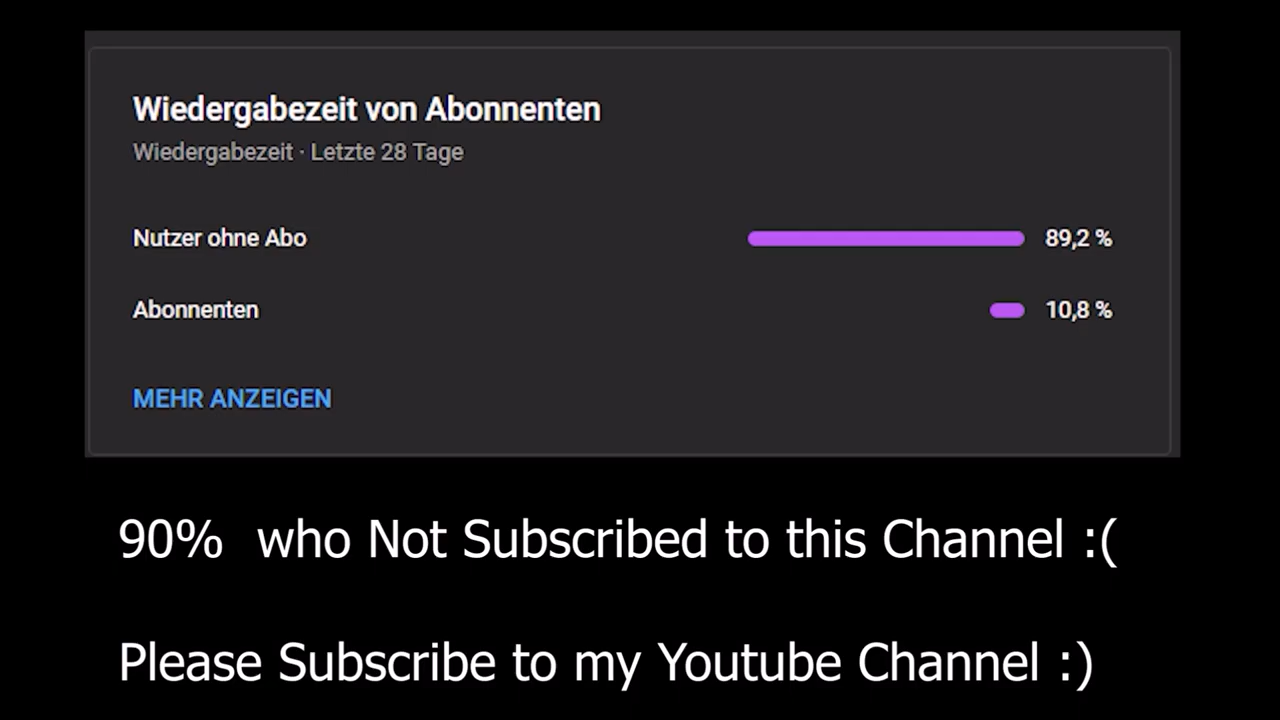 Wiedergabezeit von Abonnenten
Wiedergabezeit · Letzte 28 Tage
Nutzer ohne Abo 89,2 %
Abonnenten 10,8 %
MEHR ANZEIGEN
90% who Not Subscribed to this Channel :(
Please Subscribe to my Youtube Channel :)